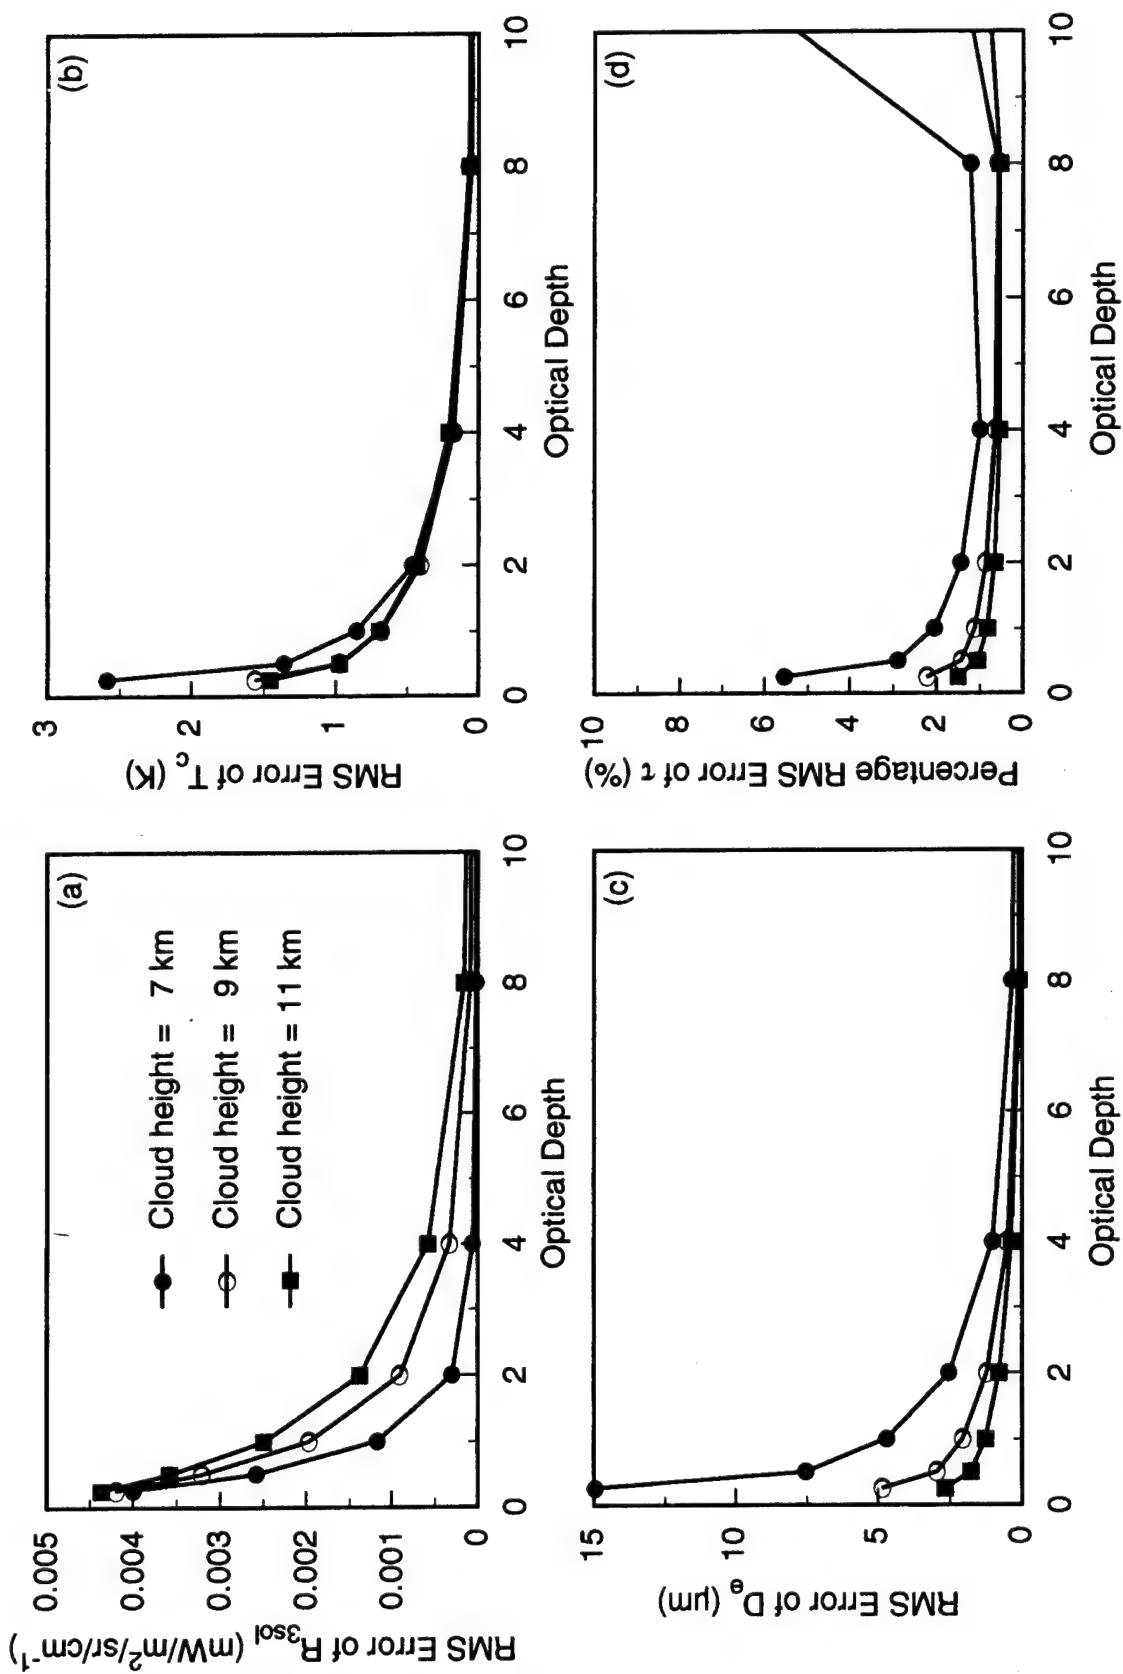 (a)
RMS Error of R3sol (mW/m²/sr/cm⁻¹)
0.005
0.004
0.003
0.002
0.001
0
Cloud height = 7 km
Cloud height = 9 km
Cloud height = 11 km
0 2 4 6 8 10
Optical Depth
(b)
RMS Error of Tc (K)
3
2
1
0
0 2 4 6 8 10
Optical Depth
(c)
RMS Error of De (μm)
15
10
5
0
0 2 4 6 8 10
Optical Depth
(d)
Percentage RMS Error of τ (%)
10
8
6
4
2
0
0 2 4 6 8 10
Optical Depth